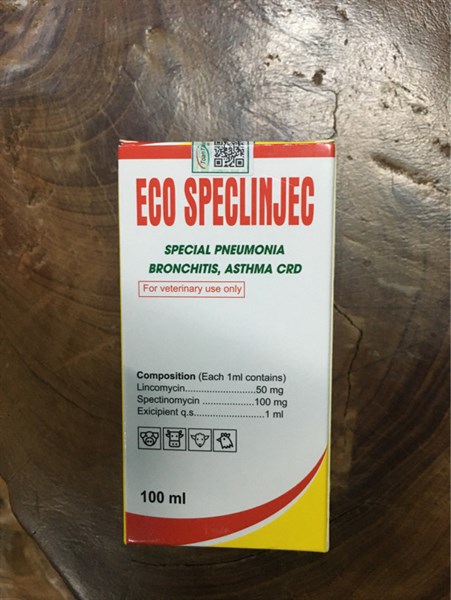 ECO SPECLINJEC
SPECIAL PNEUMONIA
BRONCHITIS, ASTHMA CRD
For veterinary use only
Composition (Each 1ml contains)
Lincomycin..........................50 mg
Spectinomycin ...................100 mg
Exicipient q.s..........................1 ml
100 ml